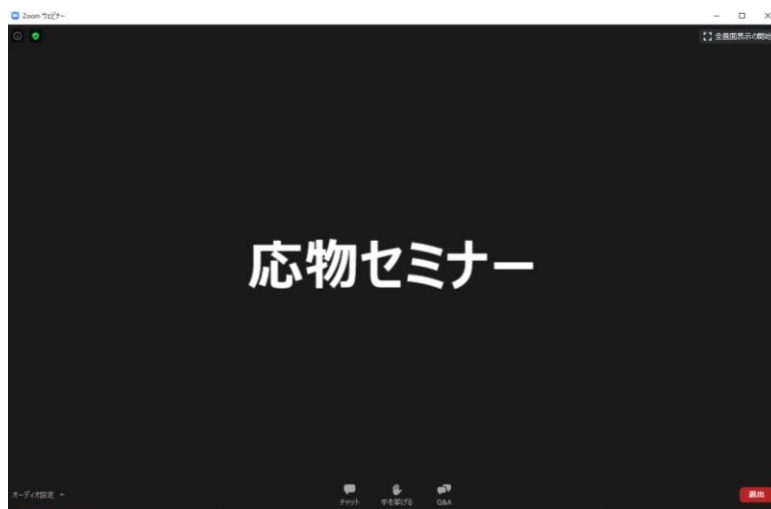 Zoom ウェビナー
全画面表示の開始
応物セミナー
オーディオ設定
チャット
手を挙げる
Q&A
退出